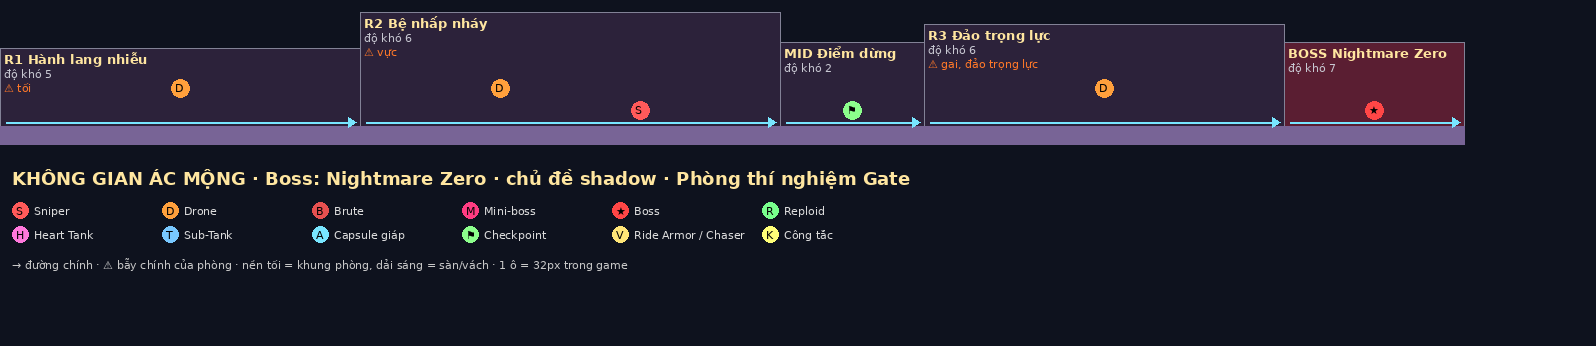 R1 Hành lang nhiễu
độ khó 5
⚠ tối
D
R2 Bệ nhấp nháy
độ khó 6
⚠ vực
D
S
MID Điểm dừng
độ khó 2
⚑
R3 Đảo trọng lực
độ khó 6
⚠ gai, đảo trọng lực
D
BOSS Nightmare Zero
độ khó 7
★
KHÔNG GIAN ÁC MỘNG · Boss: Nightmare Zero · chủ đề shadow · Phòng thí nghiệm Gate
S Sniper D Drone B Brute M Mini-boss ★ Boss R Reploid
H Heart Tank T Sub-Tank A Capsule giáp ⚑ Checkpoint V Ride Armor / Chaser K Công tắc
→ đường chính · ⚠ bẫy chính của phòng · nền tối = khung phòng, dải sáng = sàn/vách · 1 ô = 32px trong game